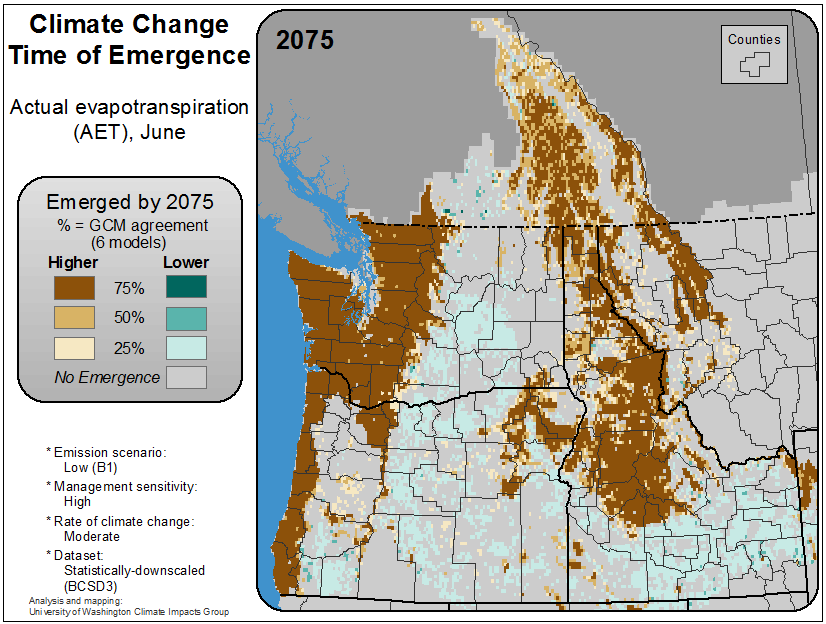 Climate Change
Time of Emergence
Actual evapotranspiration
(AET), June
Emerged by 2075
% = GCM agreement
(6 models)
Higher Lower
75%
50%
25%
No Emergence
* Emission scenario:
Low (B1)
* Management sensitivity:
High
* Rate of climate change:
Moderate
* Dataset:
Statistically-downscaled
(BCSD3)
Analysis and mapping:
University of Washington Climate Impacts Group
2075
Counties